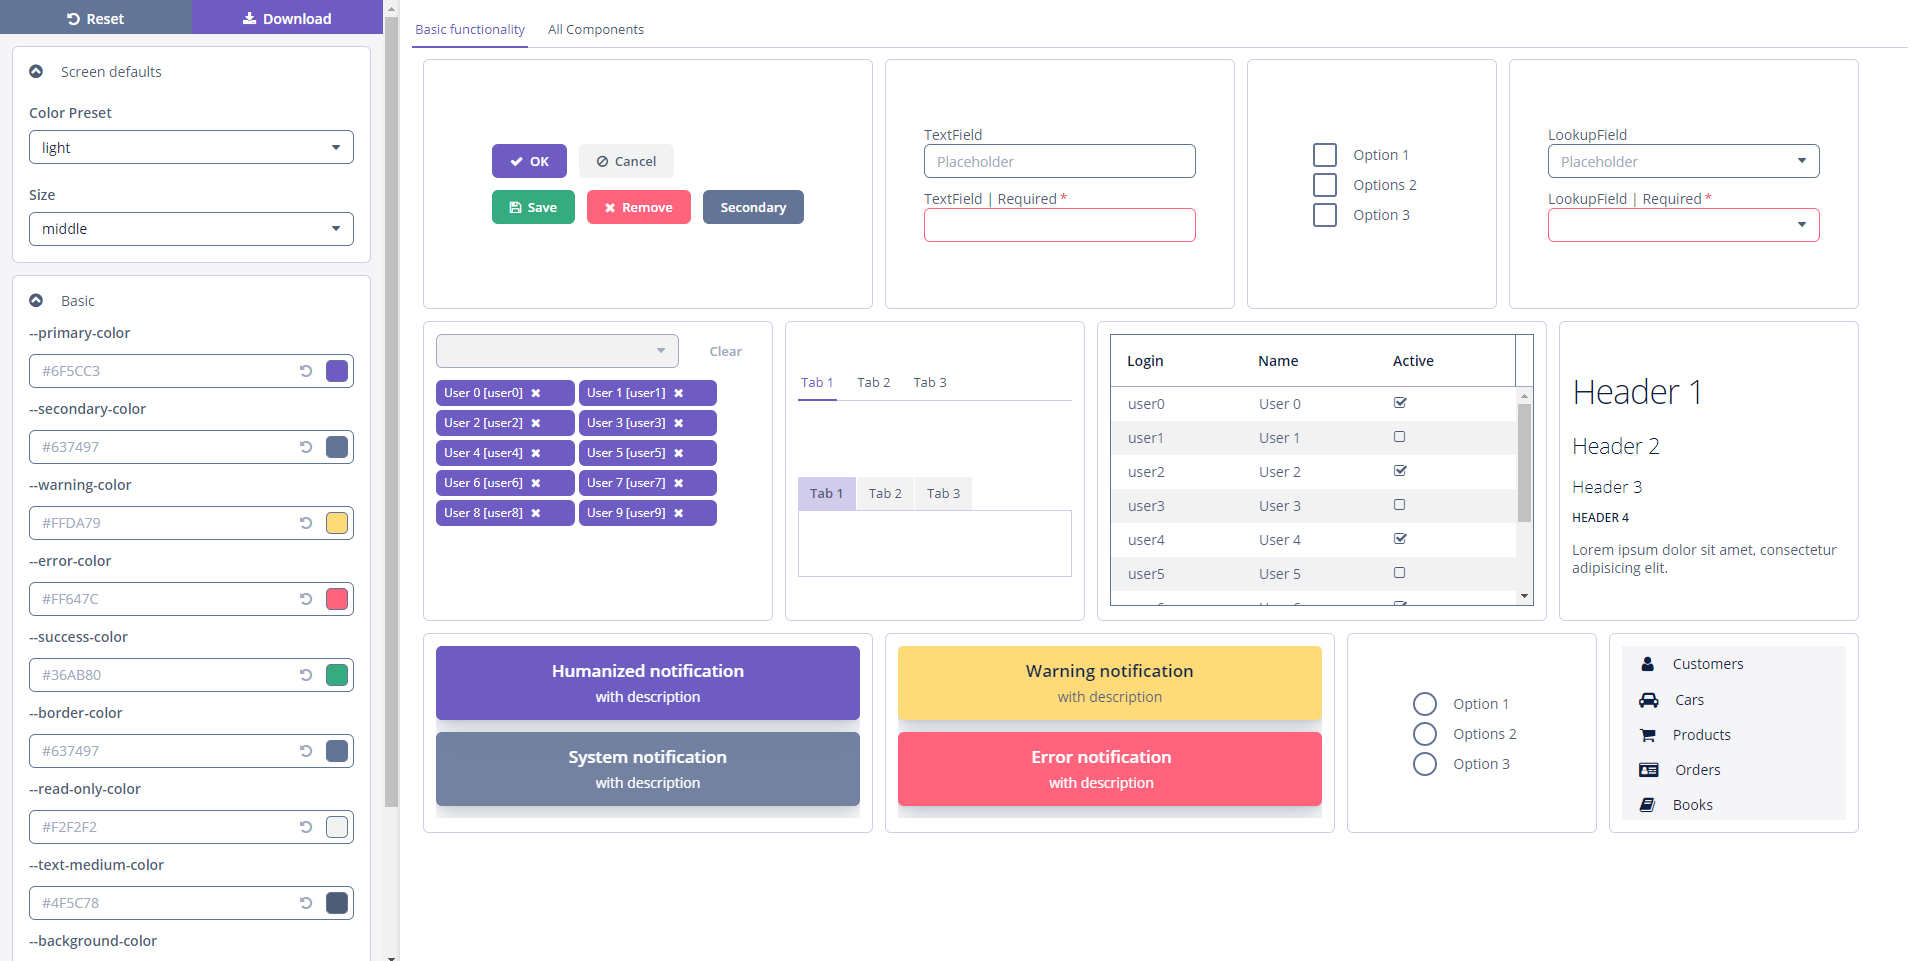 Reset
Download
Screen defaults
Color Preset
light
Size
middle
Basic
--primary-color
#6F5CC3
--secondary-color
#637497
--warning-color
#FFDA79
--error-color
#FF647C
--success-color
#36AB80
--border-color
#637497
--read-only-color
#F2F2F2
--text-medium-color
#4F5C78
--background-color
Basic functionality
All Components
OK
Cancel
Save
Remove
Secondary
TextField
Placeholder
TextField | Required *
Option 1
Options 2
Option 3
LookupField
Placeholder
LookupField | Required *
Clear
User 0 [user0]
User 1 [user1]
User 2 [user2]
User 3 [user3]
User 4 [user4]
User 5 [user5]
User 6 [user6]
User 7 [user7]
User 8 [user8]
User 9 [user9]
Tab 1 Tab 2 Tab 3
Tab 1 Tab 2 Tab 3
Login Name Active
user0 User 0
user1 User 1
user2 User 2
user3 User 3
user4 User 4
user5 User 5
Header 1
Header 2
Header 3
HEADER 4
Lorem ipsum dolor sit amet, consectetur
adipisicing elit.
Humanized notification
with description
System notification
with description
Warning notification
with description
Error notification
with description
Option 1
Options 2
Option 3
Customers
Cars
Products
Orders
Books